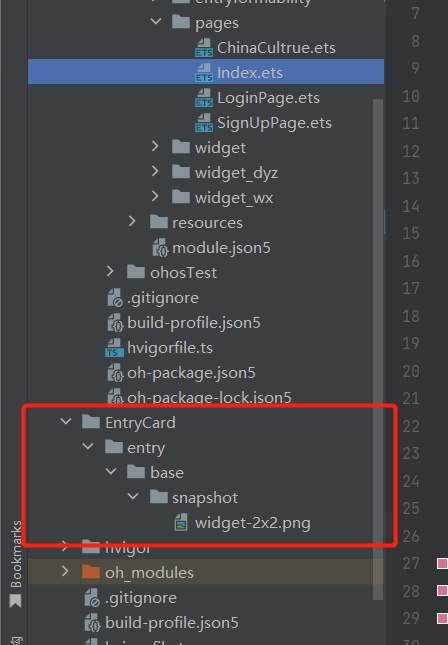 pages
7
ChinaCultrue.ets
8
Index.ets
9
LoginPage.ets
10
SignUpPage.ets
11
widget
12
widget_dyz
13
widget_wx
14
resources
15
module.json5
16
ohosTest
17
.gitignore
18
build-profile.json5
19
hvigorfile.ts
20
oh-package.json5
oh-package-lock.json5
21
EntryCard
22
entry
23
base
24
snapshot
25
widget-2x2.png
26
hvigor
27
oh_modules
.gitignore
28
build-profile.json5
29
Bookmarks